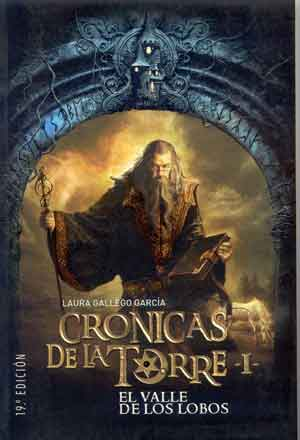 LAURA GALLEGO GARCÍA
CRÓNICAS
DE LA TORRE -I-
EL VALLE
DE LOS LOBOS
19.ª EDICIÓN